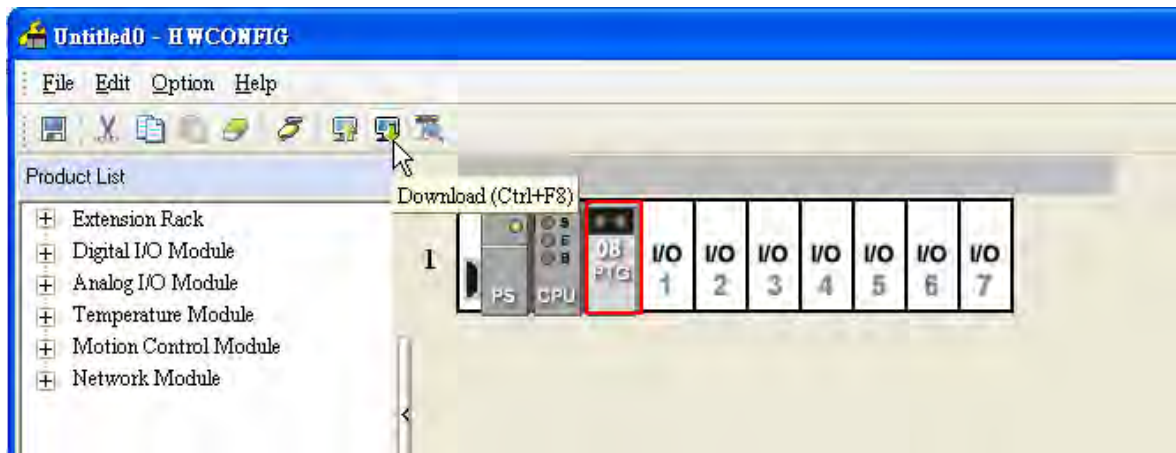 Untitled0 - HWCONFIG
File Edit Option Help
Product List
Download (Ctrl+F8)
Extension Rack
Digital I/O Module
Analog I/O Module
Temperature Module
Motion Control Module
Network Module
1
PS
CPU
08
PTG
I/O I/O I/O I/O I/O I/O I/O
1 2 3 4 5 6 7